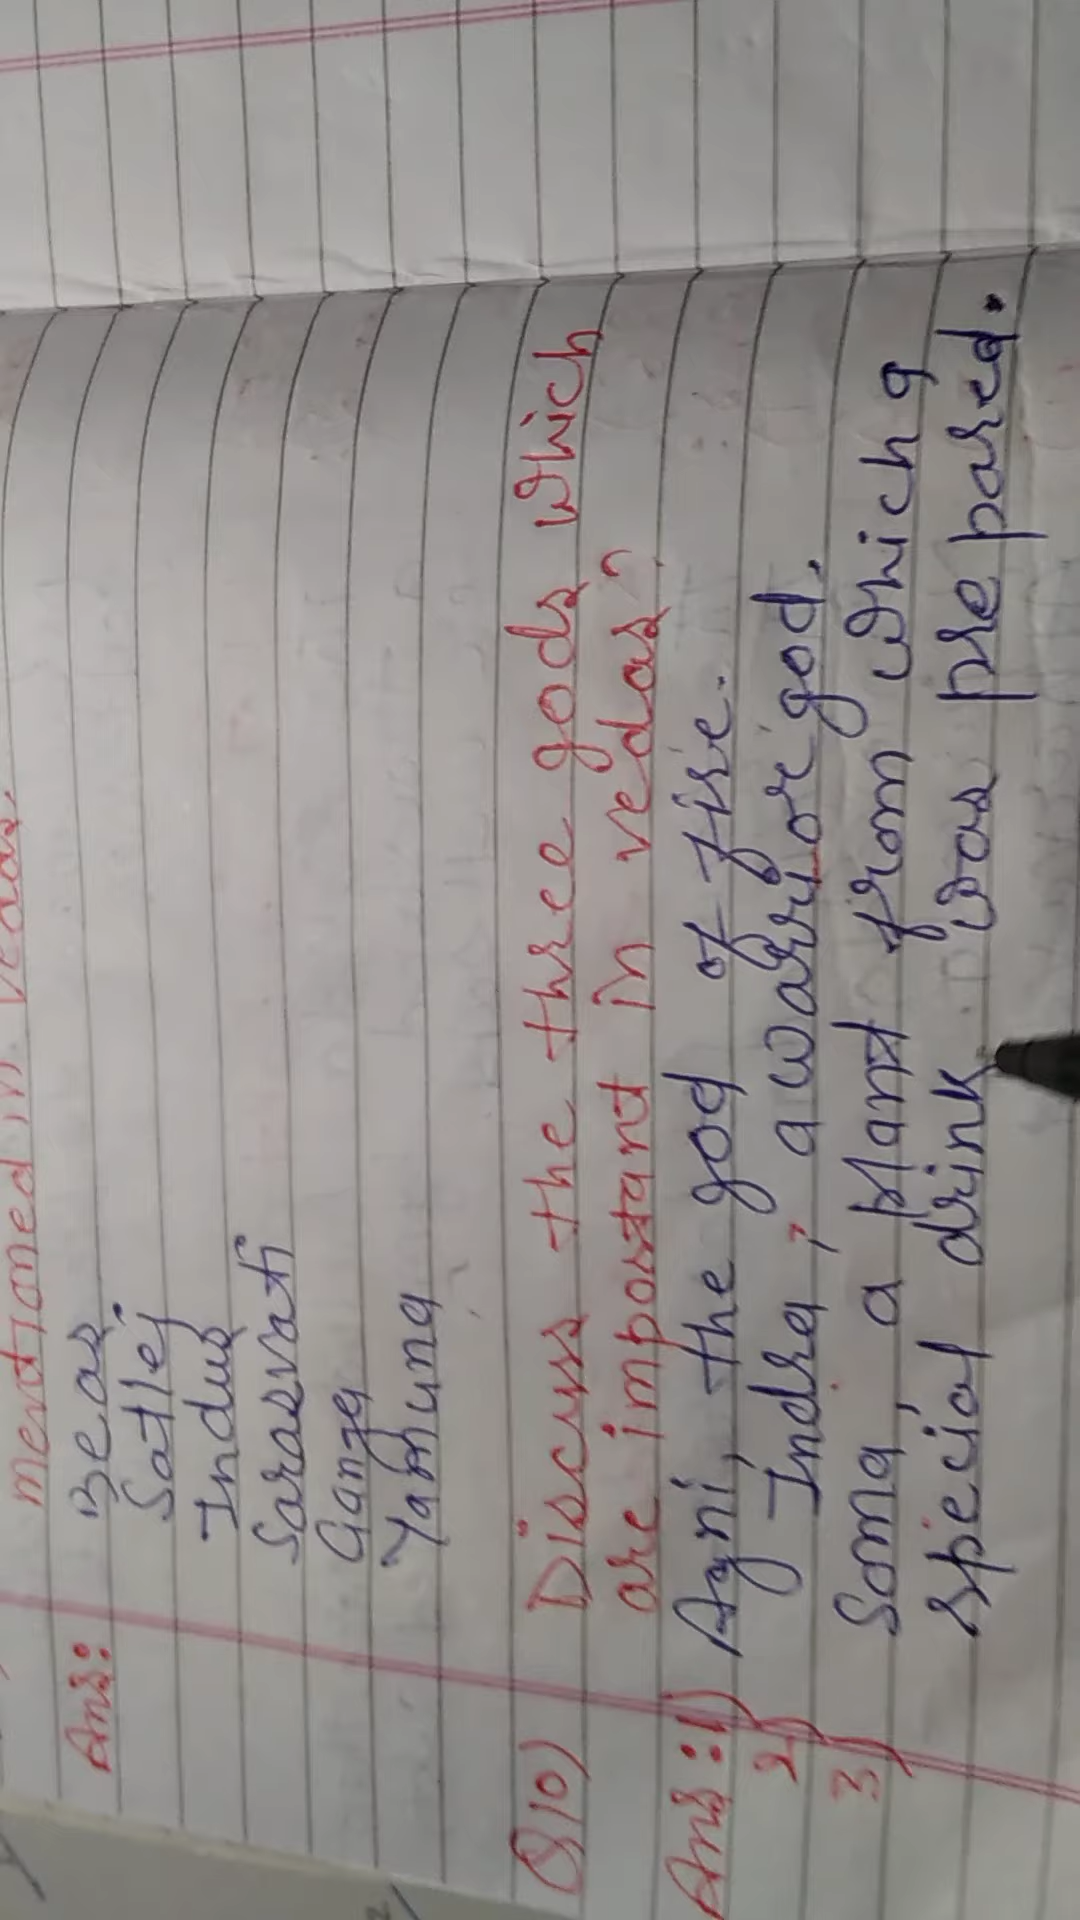 mentioned in vedas.
Ans: Beas
Satlej
Indus
Sarasvati
Ganga
Yamuna
Q10) Discuss the three gods which
are important in vedas?
Ans: 1) Agni, the god of fire.
2) Indra, a warrior god.
3) Soma, a plant from which a
special drink was prepared.